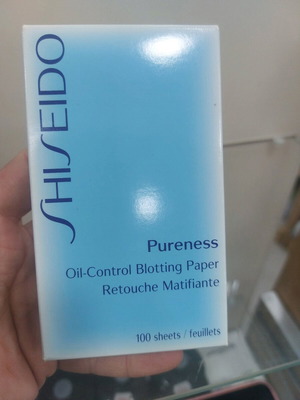 SHISEIDO
Pureness
Oil-Control Blotting Paper
Retouche Matifiante
100 sheets / feuillets